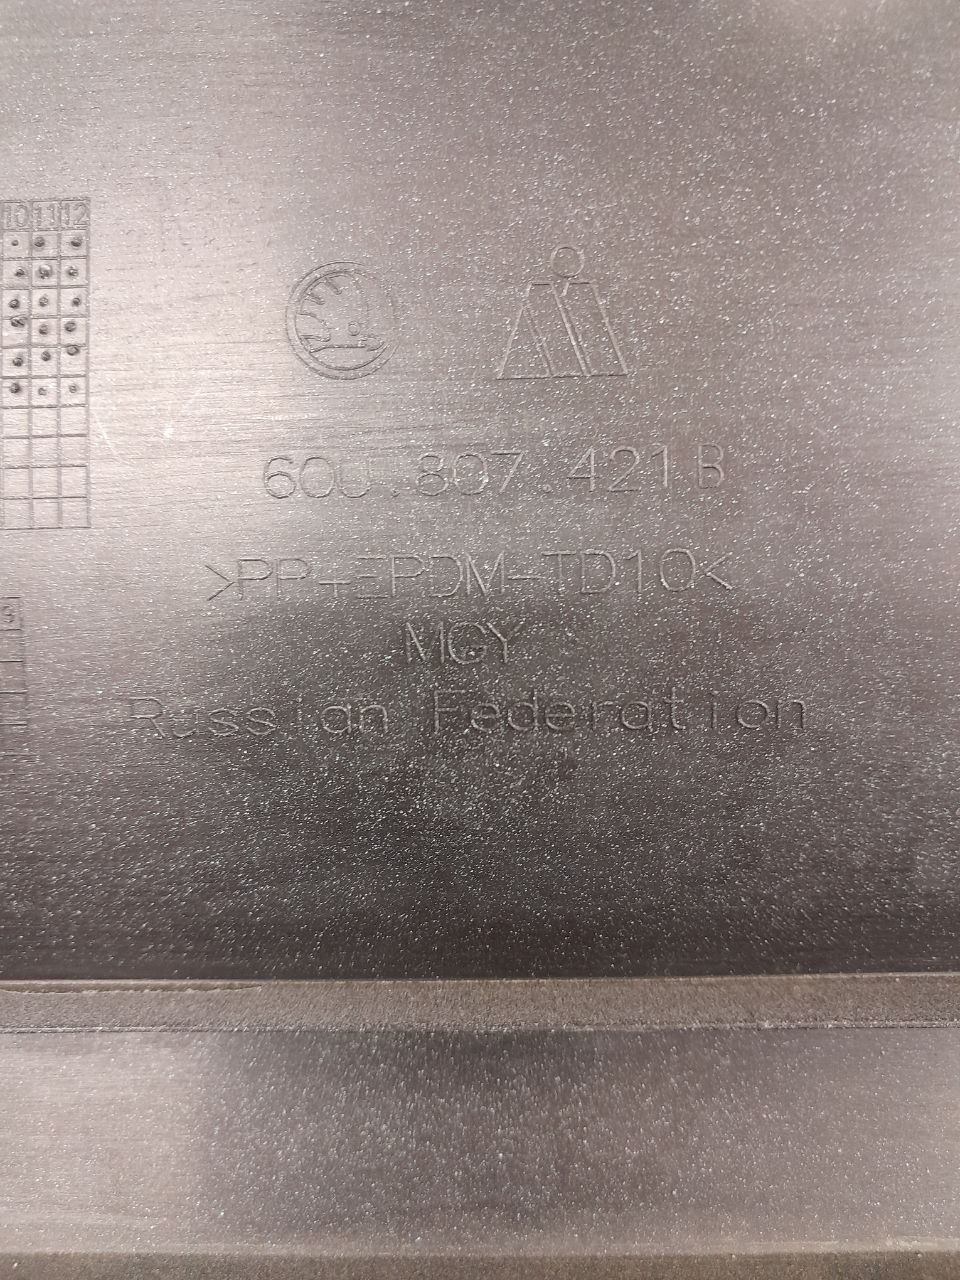 10 11 12
60U.807.421 B
>PP+EPDM-TD10<
MGY
Russian Federation